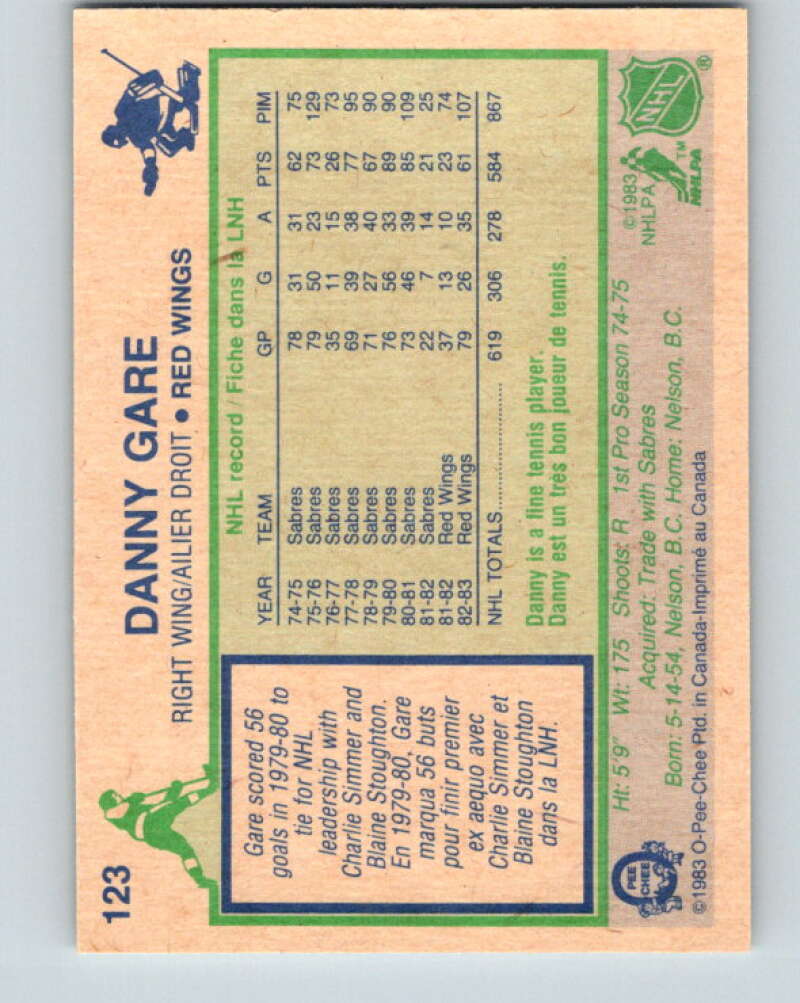 123
DANNY GARE
RIGHT WING/AILIER DROIT • RED WINGS
Gare scored 56
goals in 1979-80 to
tie for NHL
leadership with
Charlie Simmer and
Blaine Stoughton.
En 1979-80, Gare
marqua 56 buts
pour finir premier
ex aequo avec
Charlie Simmer et
Blaine Stoughton
dans la LNH.
NHL record / Fiche dans la LNH
YEAR TEAM GP G A PTS PIM
74-75 Sabres 78 31 31 62 75
75-76 Sabres 79 50 23 73 129
76-77 Sabres 35 11 15 26 73
77-78 Sabres 69 39 38 77 95
78-79 Sabres 71 27 40 67 90
79-80 Sabres 76 56 33 89 90
80-81 Sabres 73 46 39 85 109
81-82 Sabres 22 7 14 21 25
81-82 Red Wings 37 13 10 23 74
82-83 Red Wings 79 26 35 61 107
NHL TOTALS................ 619 306 278 584 867
Danny is a fine tennis player.
Danny est un très bon joueur de tennis.
Ht: 5'9" Wt: 175 Shoots: R 1st Pro Season 74-75
Acquired: Trade with Sabres
Born: 5-14-54, Nelson, B.C. Home: Nelson, B.C.
©1983 O-Pee-Chee Ptd. in Canada-Imprimé au Canada
PEE
CHEE
©1983
NHLPA
NHLPA™
NHL®